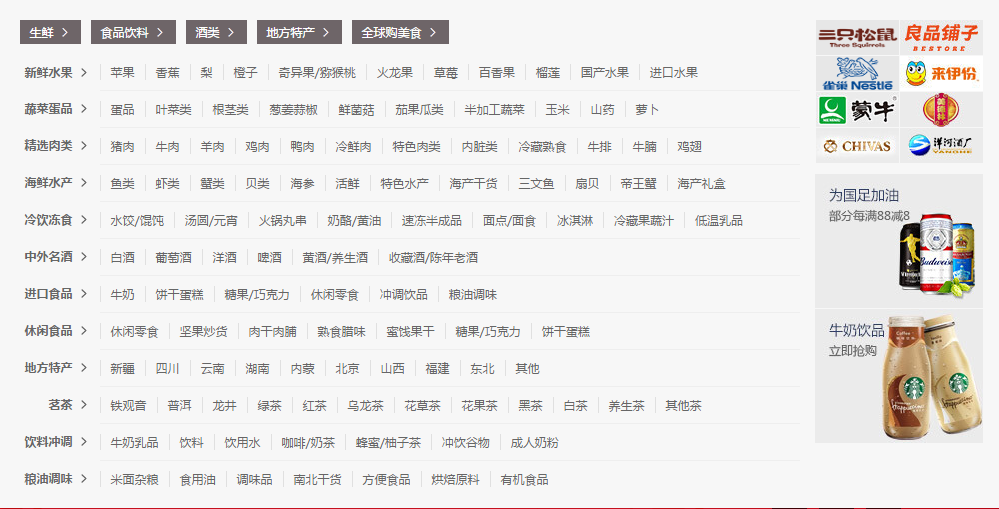 生鲜 > 食品饮料 > 酒类 > 地方特产 > 全球购美食 >
新鲜水果 > 苹果 香蕉 梨 橙子 奇异果/猕猴桃 火龙果 草莓 百香果 榴莲 国产水果 进口水果
蔬菜蛋品 > 蛋品 叶菜类 根茎类 葱姜蒜椒 鲜菌菇 茄果瓜类 半加工蔬菜 玉米 山药 萝卜
精选肉类 > 猪肉 牛肉 羊肉 鸡肉 鸭肉 冷鲜肉 特色肉类 内脏类 冷藏熟食 牛排 牛腩 鸡翅
海鲜水产 > 鱼类 虾类 蟹类 贝类 海参 活鲜 特色水产 海产干货 三文鱼 扇贝 帝王蟹 海产礼盒
冷饮冻食 > 水饺/馄饨 汤圆/元宵 火锅丸串 奶酪/黄油 速冻半成品 面点/面食 冰淇淋 冷藏果蔬汁 低温乳品
中外名酒 > 白酒 葡萄酒 洋酒 啤酒 黄酒/养生酒 收藏酒/陈年老酒
进口食品 > 牛奶 饼干蛋糕 糖果/巧克力 休闲零食 冲调饮品 粮油调味
休闲食品 > 休闲零食 坚果炒货 肉干肉脯 熟食腊味 蜜饯果干 糖果/巧克力 饼干蛋糕
地方特产 > 新疆 四川 云南 湖南 内蒙 北京 山西 福建 东北 其他
茗茶 > 铁观音 普洱 龙井 绿茶 红茶 乌龙茶 花草茶 花果茶 黑茶 白茶 养生茶 其他茶
饮料冲调 > 牛奶乳品 饮料 饮用水 咖啡/奶茶 蜂蜜/柚子茶 冲饮谷物 成人奶粉
粮油调味 > 米面杂粮 食用油 调味品 南北干货 方便食品 烘焙原料 有机食品
三只松鼠 良品铺子
Three Squirrels BESTORE
雀巢 Nestle 来伊份
蒙牛
CHIVAS 洋河酒厂
YANGHE
为国足加油
部分每满88减8
Budweiser
牛奶饮品
立即抢购
Coffee
frappuccino